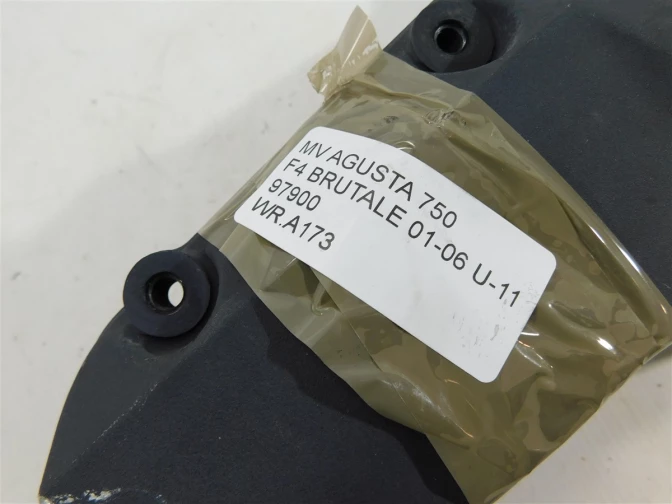 MV AGUSTA 750
F4 BRUTALE 01-06 U-11
97900
WR.A173